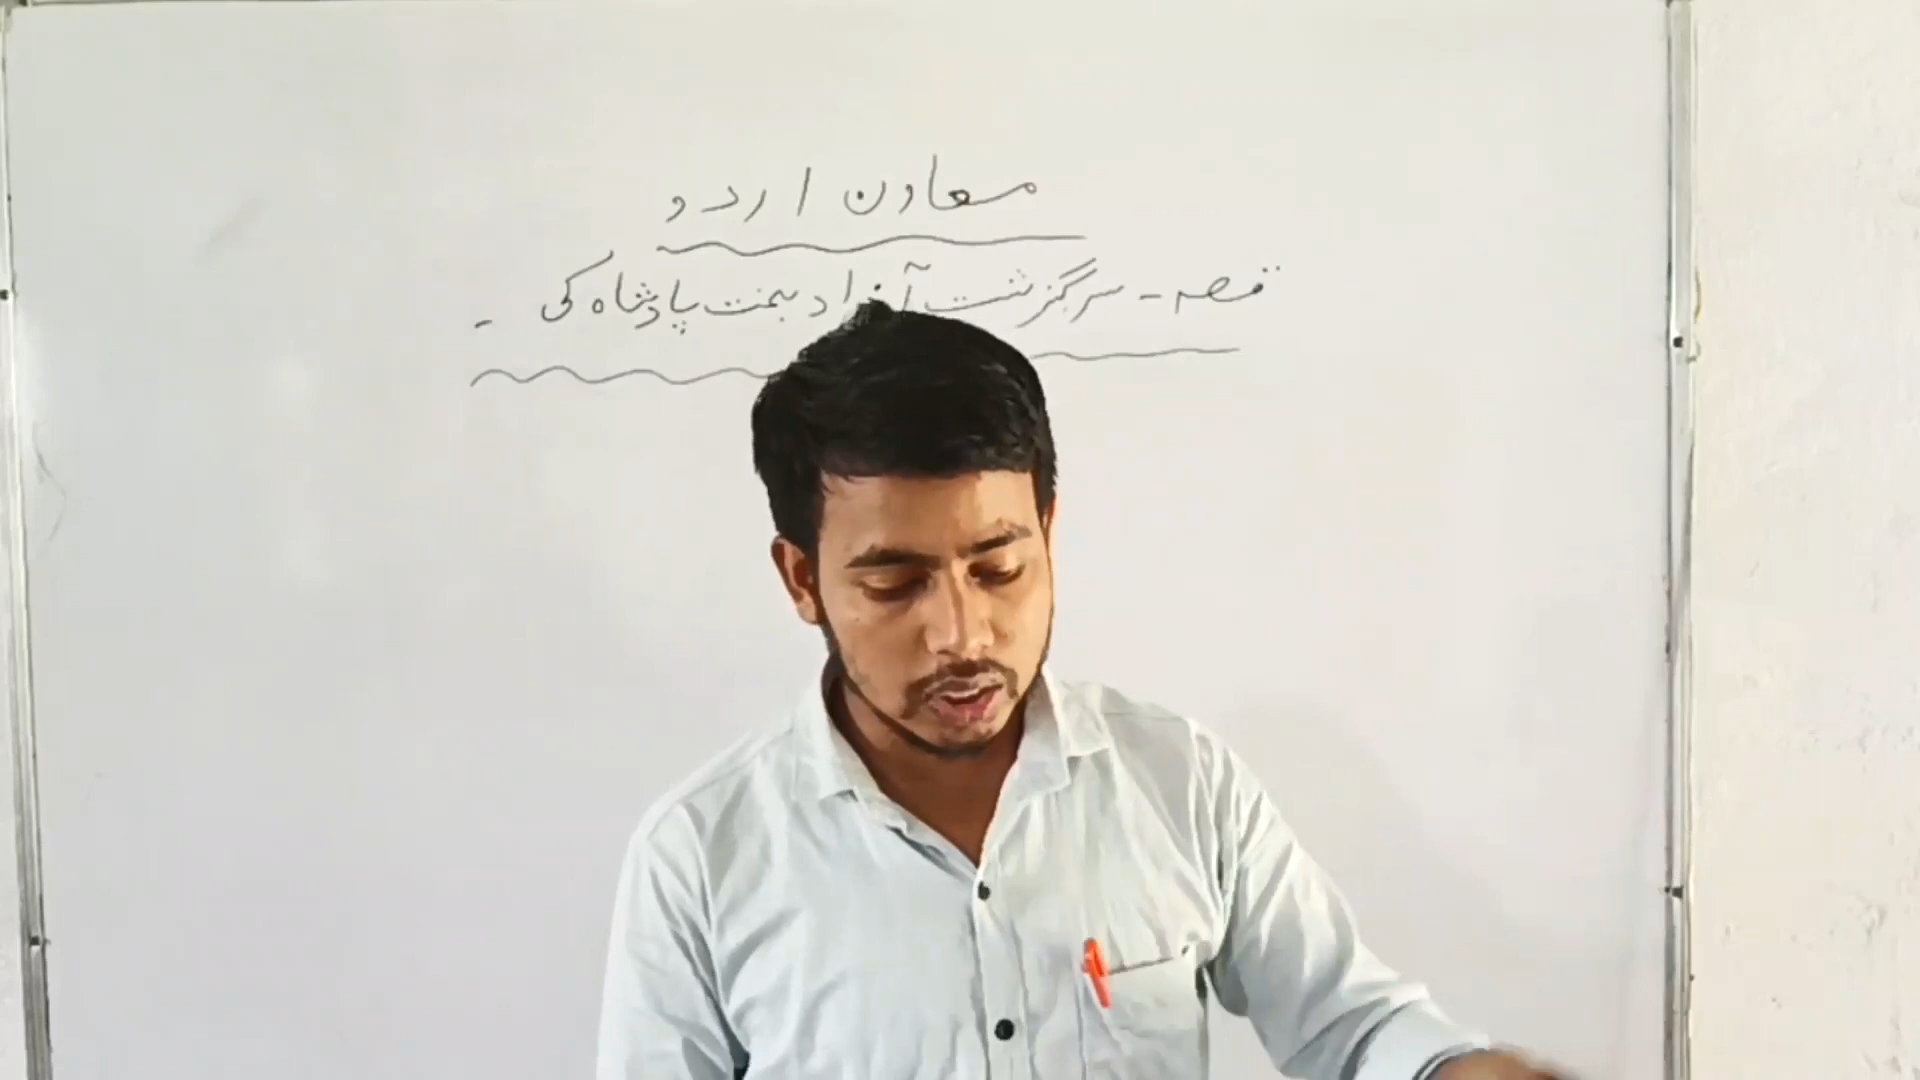 معاون اردو
قصہ - سرگزشت آزاد بخت پادشاہ کی -